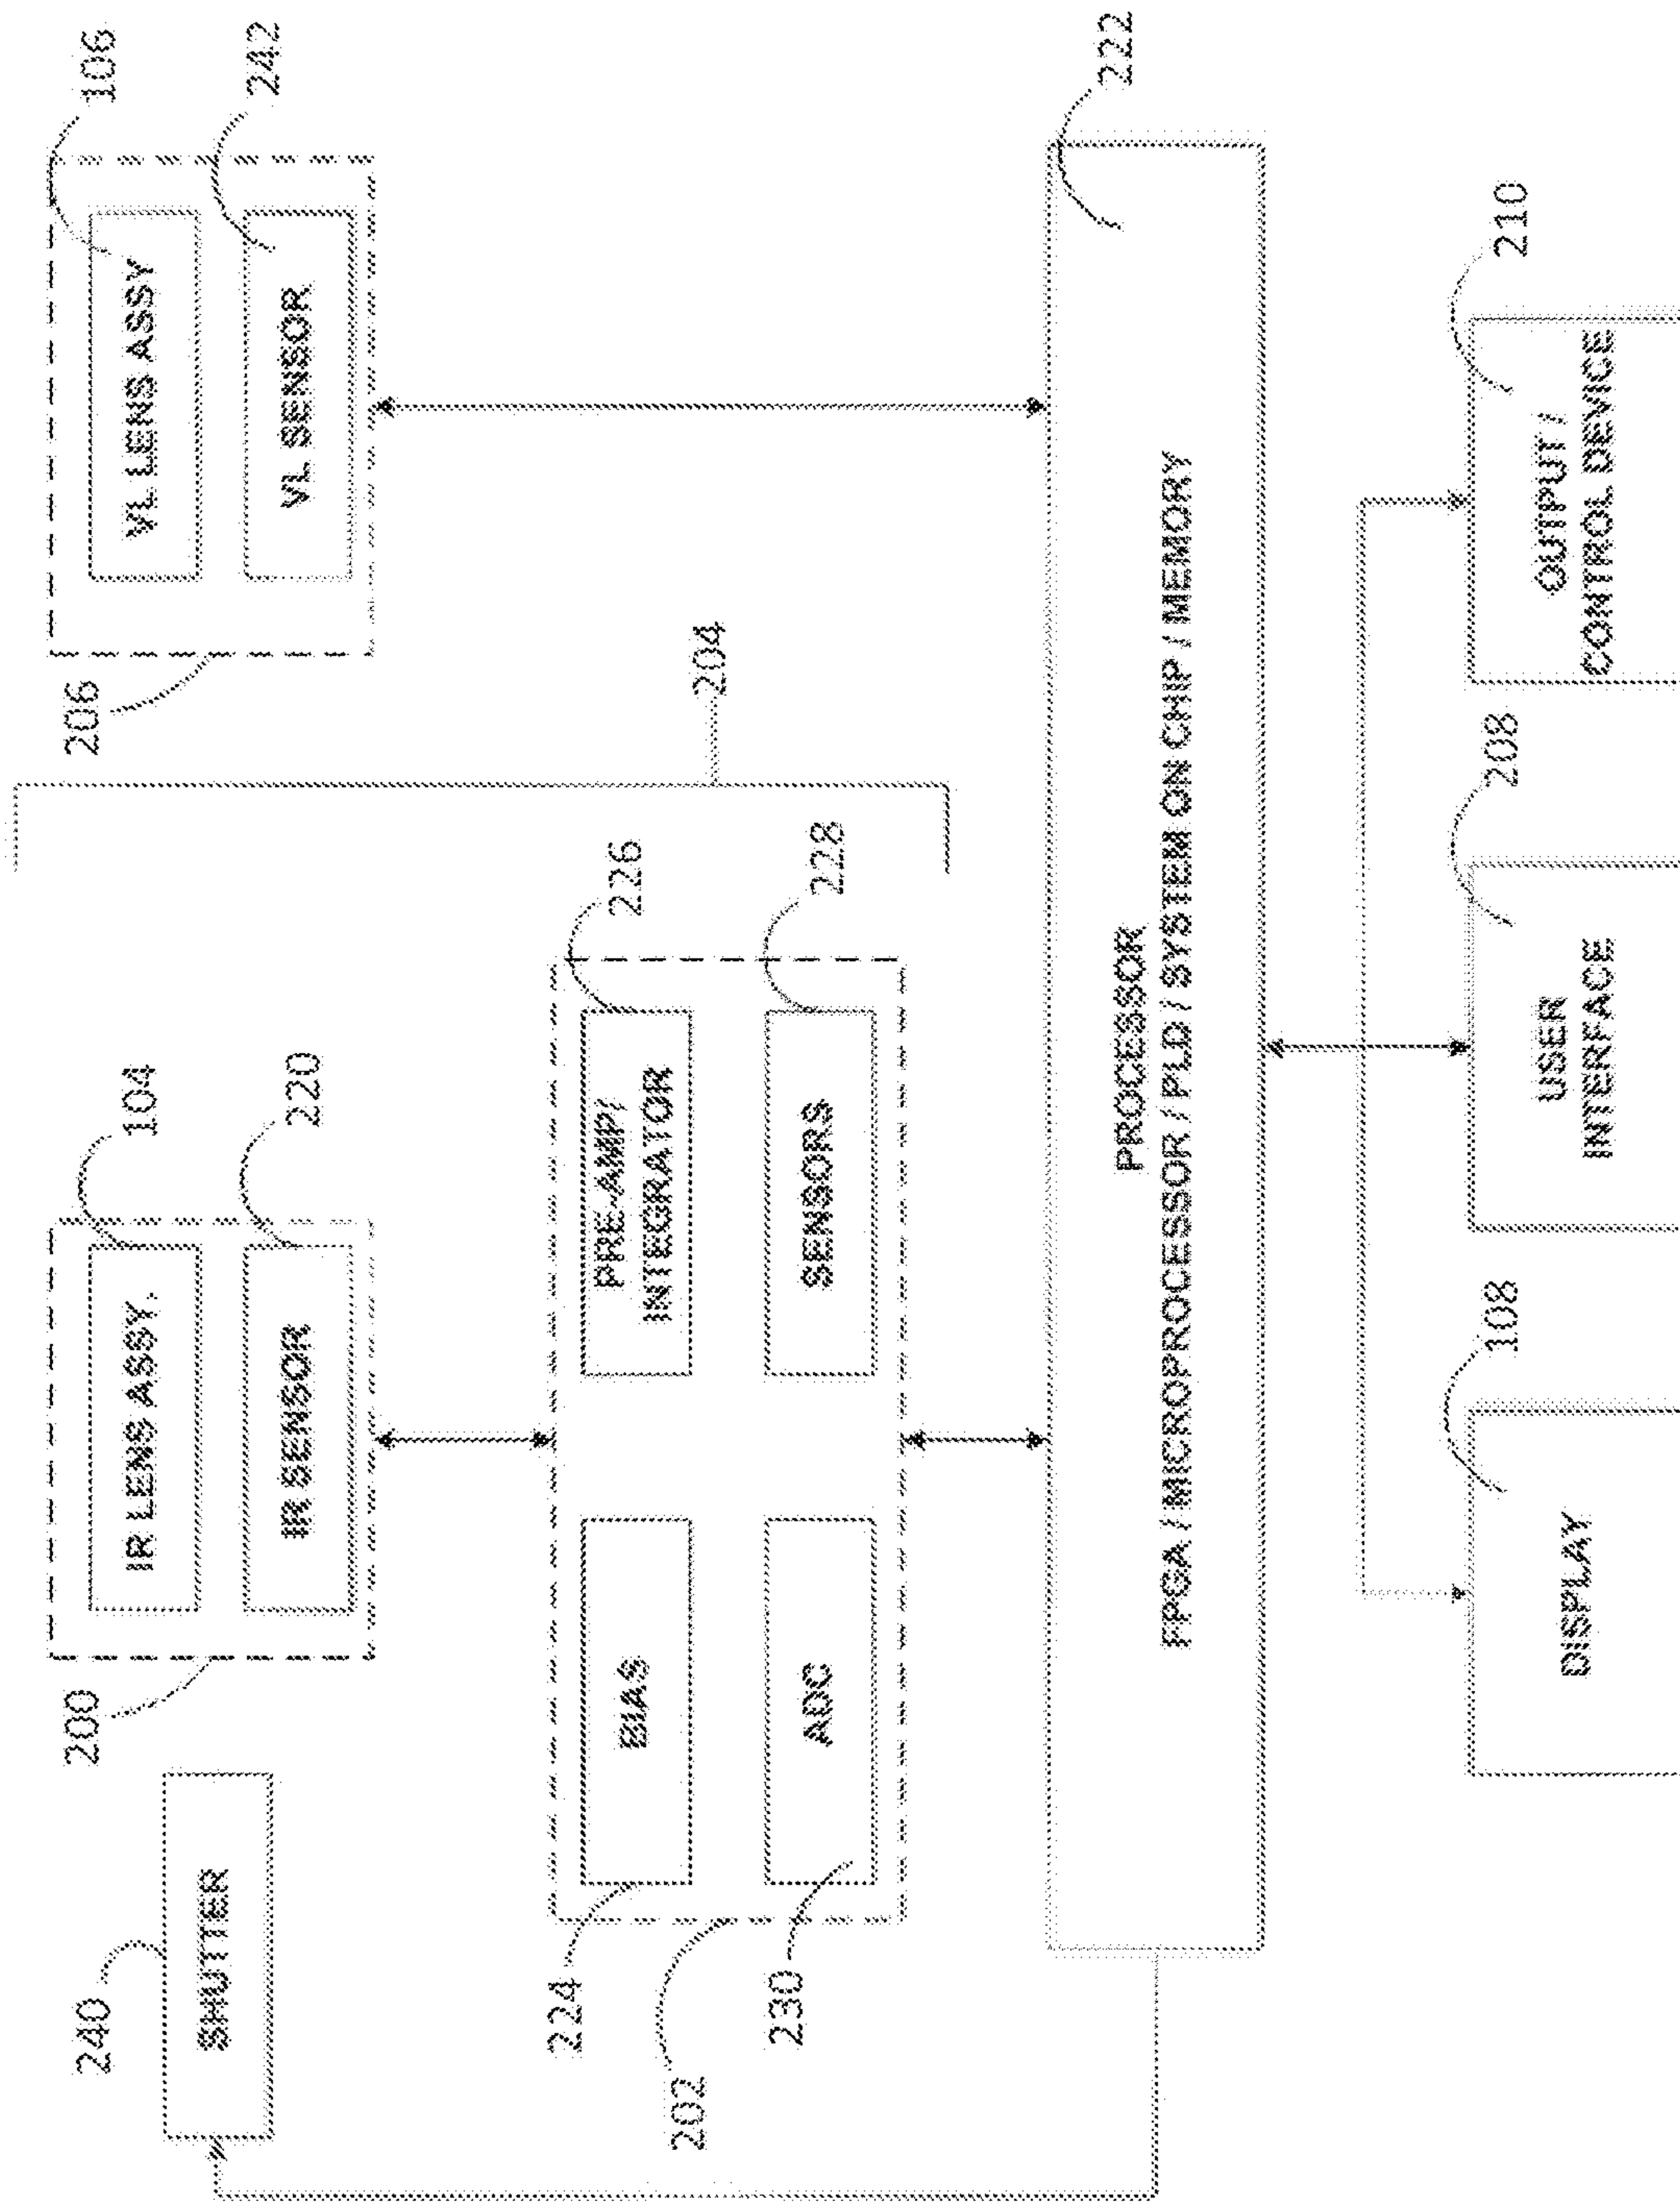 240
SHUTTER
200
IR LENS ASSY.
104
IR SENSOR
220
206
VL LENS ASSY
106
VL SENSOR
242
204
224
BIAS
PRE-AMP/
INTEGRATOR
226
202
230
ADC
SENSORS
228
PROCESSOR
FPGA / MICROPROCESSOR / PLD / SYSTEM ON CHIP / MEMORY
222
DISPLAY
108
USER
INTERFACE
208
OUTPUT /
CONTROL DEVICE
210